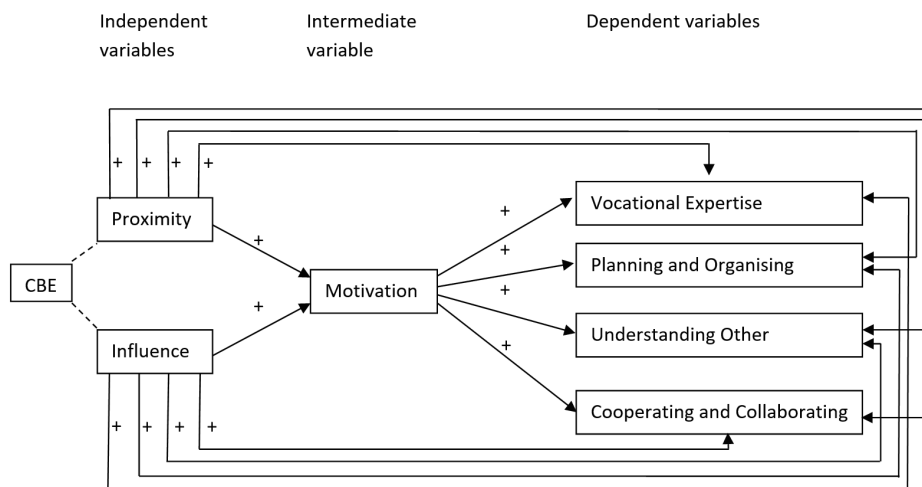 Independent
variables
Intermediate
variable
Dependent variables
+ + + +
Proximity
Vocational Expertise
+
+
+
Planning and Organising
CBE
Motivation
+
+
Understanding Other
Influence
+
Cooperating and Collaborating
+ + + +